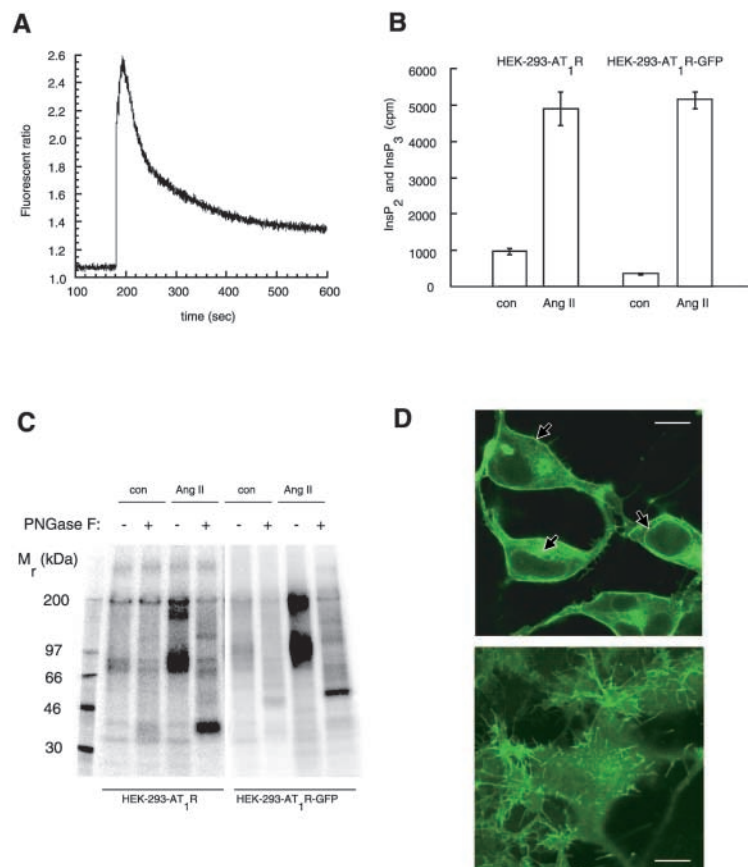 A
Fluorescent ratio
2.6
2.4
2.2
2.0
1.8
1.6
1.4
1.2
1.0
100 200 300 400 500 600
time (sec)
B
HEK-293-AT1R HEK-293-AT1R-GFP
InsP2 and InsP3 (cpm)
6000
5000
4000
3000
2000
1000
0
con Ang II con Ang II
C
con Ang II con Ang II
PNGase F: - + - + - + - +
Mr (kDa)
200
97
66
46
30
HEK-293-AT1R HEK-293-AT1R-GFP
D